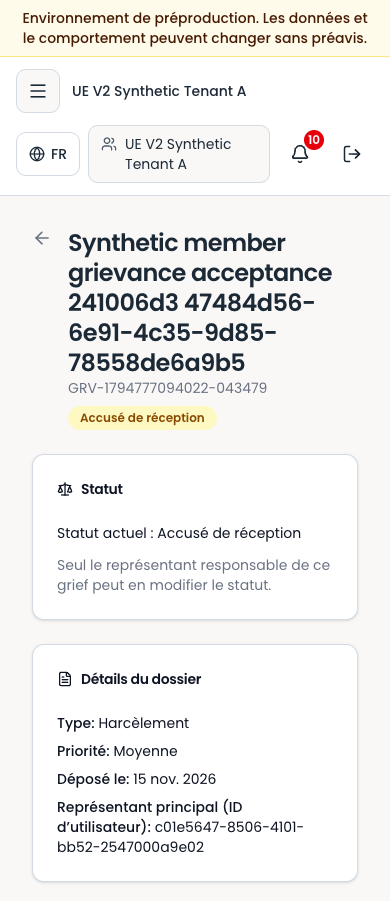 Environnement de préproduction. Les données et
le comportement peuvent changer sans préavis.
UE V2 Synthetic Tenant A
FR
UE V2 Synthetic
Tenant A
10
Synthetic member
grievance acceptance
241006d3 47484d56-
6e91-4c35-9d85-
78558de6a9b5
GRV-1794777094022-043479
Accusé de réception
Statut
Statut actuel : Accusé de réception
Seul le représentant responsable de ce
grief peut en modifier le statut.
Détails du dossier
Type: Harcèlement
Priorité: Moyenne
Déposé le: 15 nov. 2026
Représentant principal (ID
d’utilisateur): c01e5647-8506-4101-
bb52-2547000a9e02